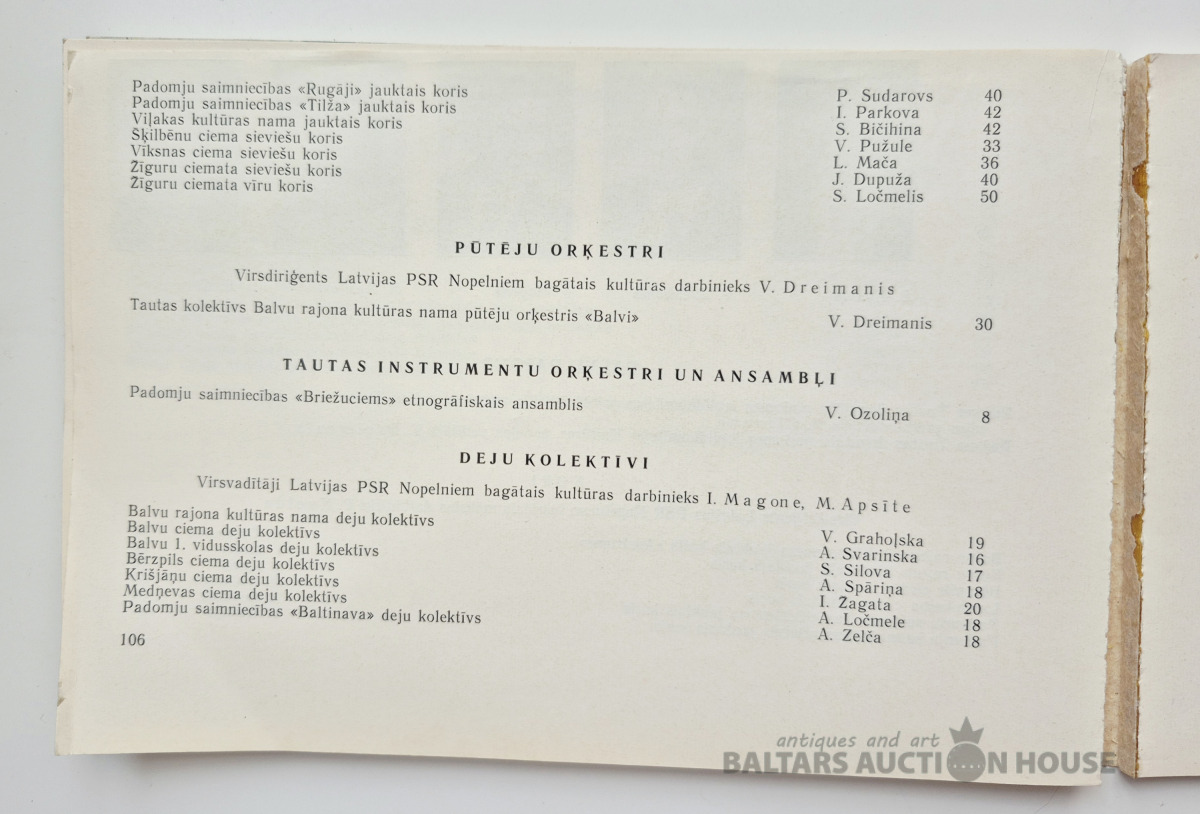 Padomju saimniecības «Rugāji» jauktais koris P. Sudarovs 40
Padomju saimniecības «Tilža» jauktais koris I. Parkova 42
Viļakas kultūras nama jauktais koris S. Bičihina 42
Šķilbēnu ciema sieviešu koris V. Pužule 33
Vīksnas ciema sieviešu koris L. Mača 36
Žīguru ciemata sieviešu koris J. Dupuža 40
Žīguru ciemata vīru koris S. Ločmelis 50
PŪTĒJU ORĶESTRI
Virsdiriģents Latvijas PSR Nopelniem bagātais kultūras darbinieks V. Dreimanis
Tautas kolektīvs Balvu rajona kultūras nama pūtēju orķestris «Balvi» V. Dreimanis 30
TAUTAS INSTRUMENTU ORĶESTRI UN ANSAMBĻI
Padomju saimniecības «Briežuciems» etnogrāfiskais ansamblis V. Ozoliņa 8
DEJU KOLEKTĪVI
Virsvadītāji Latvijas PSR Nopelniem bagātais kultūras darbinieks I. Magone, M. Apsīte
Balvu rajona kultūras nama deju kolektīvs V. Grahoļska 19
Balvu ciema deju kolektīvs A. Svarinska 16
Balvu 1. vidusskolas deju kolektīvs S. Silova 17
Bērzpils ciema deju kolektīvs A. Spāriņa 18
Krišjāņu ciema deju kolektīvs I. Žagata 20
Medņevas ciema deju kolektīvs A. Ločmele 18
Padomju saimniecības «Baltinava» deju kolektīvs A. Zelča 18
106
antiques and art
BALTARS AUCTION HOUSE